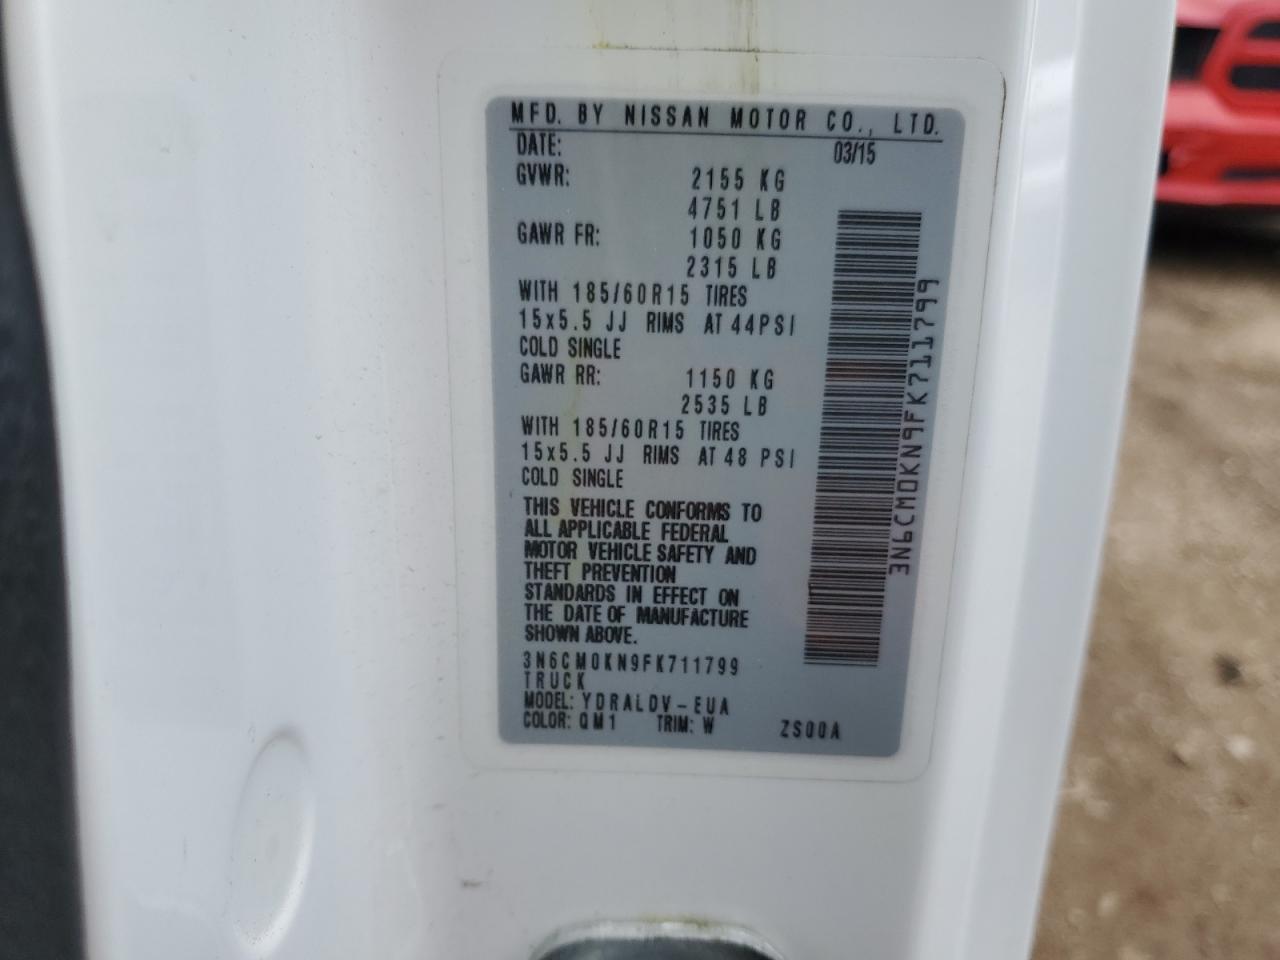 MFD. BY NISSAN MOTOR CO., LTD.
DATE: 03/15
GVWR: 2155 KG
4751 LB
GAWR FR: 1050 KG
2315 LB
WITH 185/60R15 TIRES
15x5.5 JJ RIMS AT 44PSI
COLD SINGLE
GAWR RR: 1150 KG
2535 LB
WITH 185/60R15 TIRES
15x5.5 JJ RIMS AT 48 PSI
COLD SINGLE
THIS VEHICLE CONFORMS TO
ALL APPLICABLE FEDERAL
MOTOR VEHICLE SAFETY AND
THEFT PREVENTION
STANDARDS IN EFFECT ON
THE DATE OF MANUFACTURE
SHOWN ABOVE.
3N6CM0KN9FK711799
TRUCK
MODEL: YDRALDV-EUA
COLOR: QM1 TRIM: W ZS00A
3N6CM0KN9FK711799